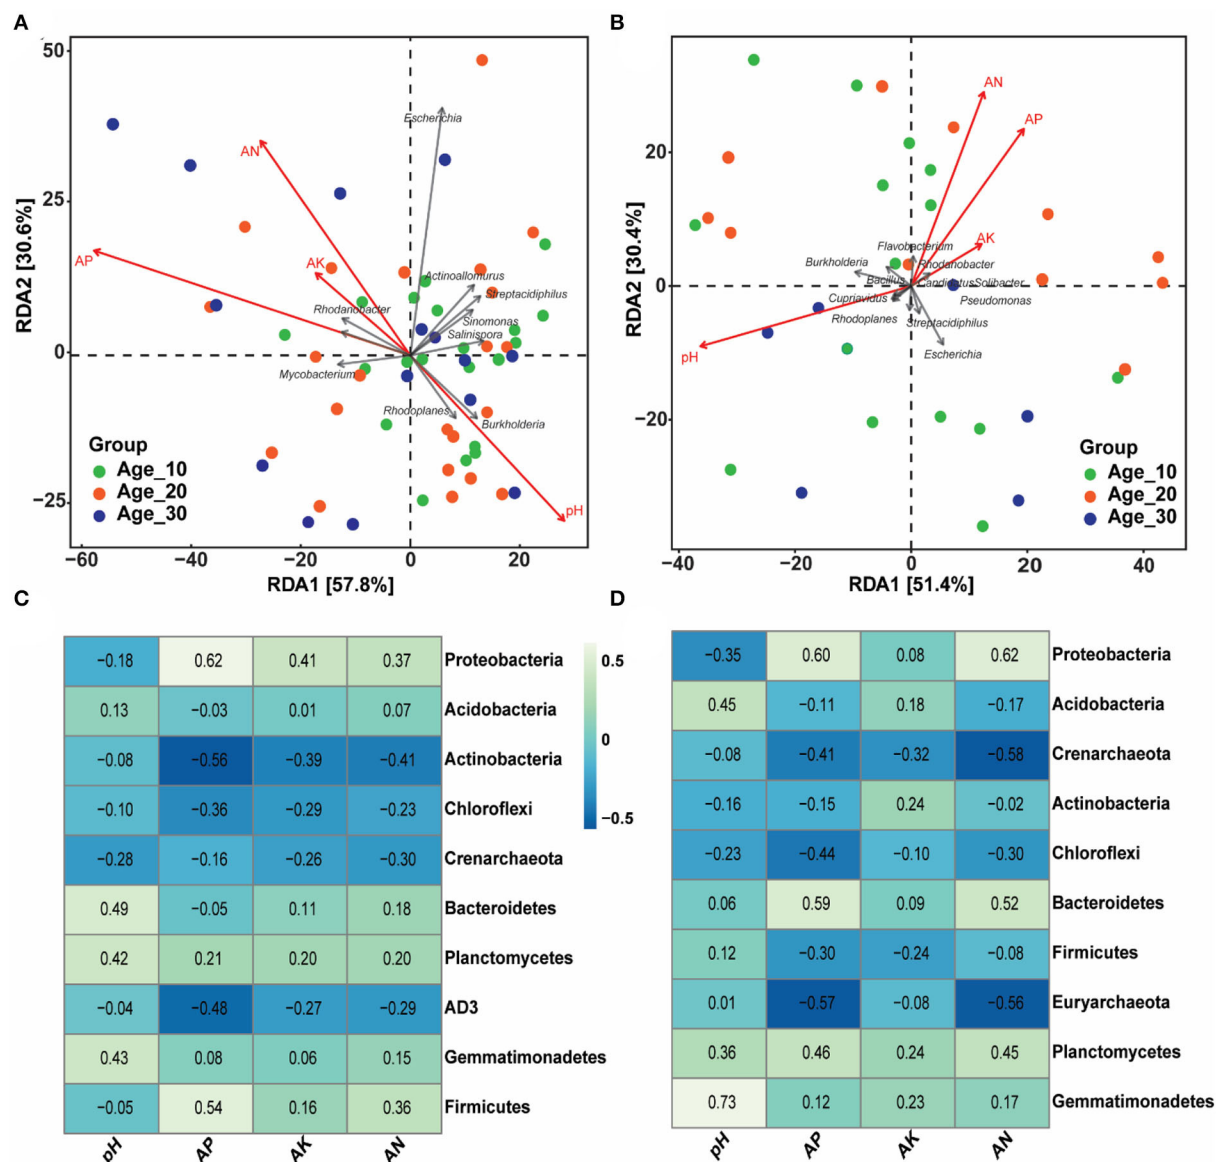 A
B
50
25
0
−25
−60
−40
−20
0
20
RDA2 [30.6%]
RDA1 [57.8%]
AN
AP
AK
pH
Escherichia
Actinoallomurus
Streptacidiphilus
Sinomonas
Salinispora
Rhodanobacter
Mycobacterium
Rhodoplanes
Burkholderia
Group
Age_10
Age_20
Age_30
20
0
−20
−40
−20
0
20
40
RDA2 [30.4%]
RDA1 [51.4%]
AN
AP
AK
pH
Flavobacterium
Burkholderia
Rhodanobacter
Bacillus
CandidatusSolibacter
Cupriavidus
Pseudomonas
Rhodoplanes
Streptacidiphilus
Escherichia
Group
Age_10
Age_20
Age_30
C
−0.18 0.62 0.41 0.37 Proteobacteria
0.13 −0.03 0.01 0.07 Acidobacteria
−0.08 −0.56 −0.39 −0.41 Actinobacteria
−0.10 −0.36 −0.29 −0.23 Chloroflexi
−0.28 −0.16 −0.26 −0.30 Crenarchaeota
0.49 −0.05 0.11 0.18 Bacteroidetes
0.42 0.21 0.20 0.20 Planctomycetes
−0.04 −0.48 −0.27 −0.29 AD3
0.43 0.08 0.06 0.15 Gemmatimonadetes
−0.05 0.54 0.16 0.36 Firmicutes
pH AP AK AN
0.5
0
−0.5
D
−0.35 0.60 0.08 0.62 Proteobacteria
0.45 −0.11 0.18 −0.17 Acidobacteria
−0.08 −0.41 −0.32 −0.58 Crenarchaeota
−0.16 −0.15 0.24 −0.02 Actinobacteria
−0.23 −0.44 −0.10 −0.30 Chloroflexi
0.06 0.59 0.09 0.52 Bacteroidetes
0.12 −0.30 −0.24 −0.08 Firmicutes
0.01 −0.57 −0.08 −0.56 Euryarchaeota
0.36 0.46 0.24 0.45 Planctomycetes
0.73 0.12 0.23 0.17 Gemmatimonadetes
pH AP AK AN